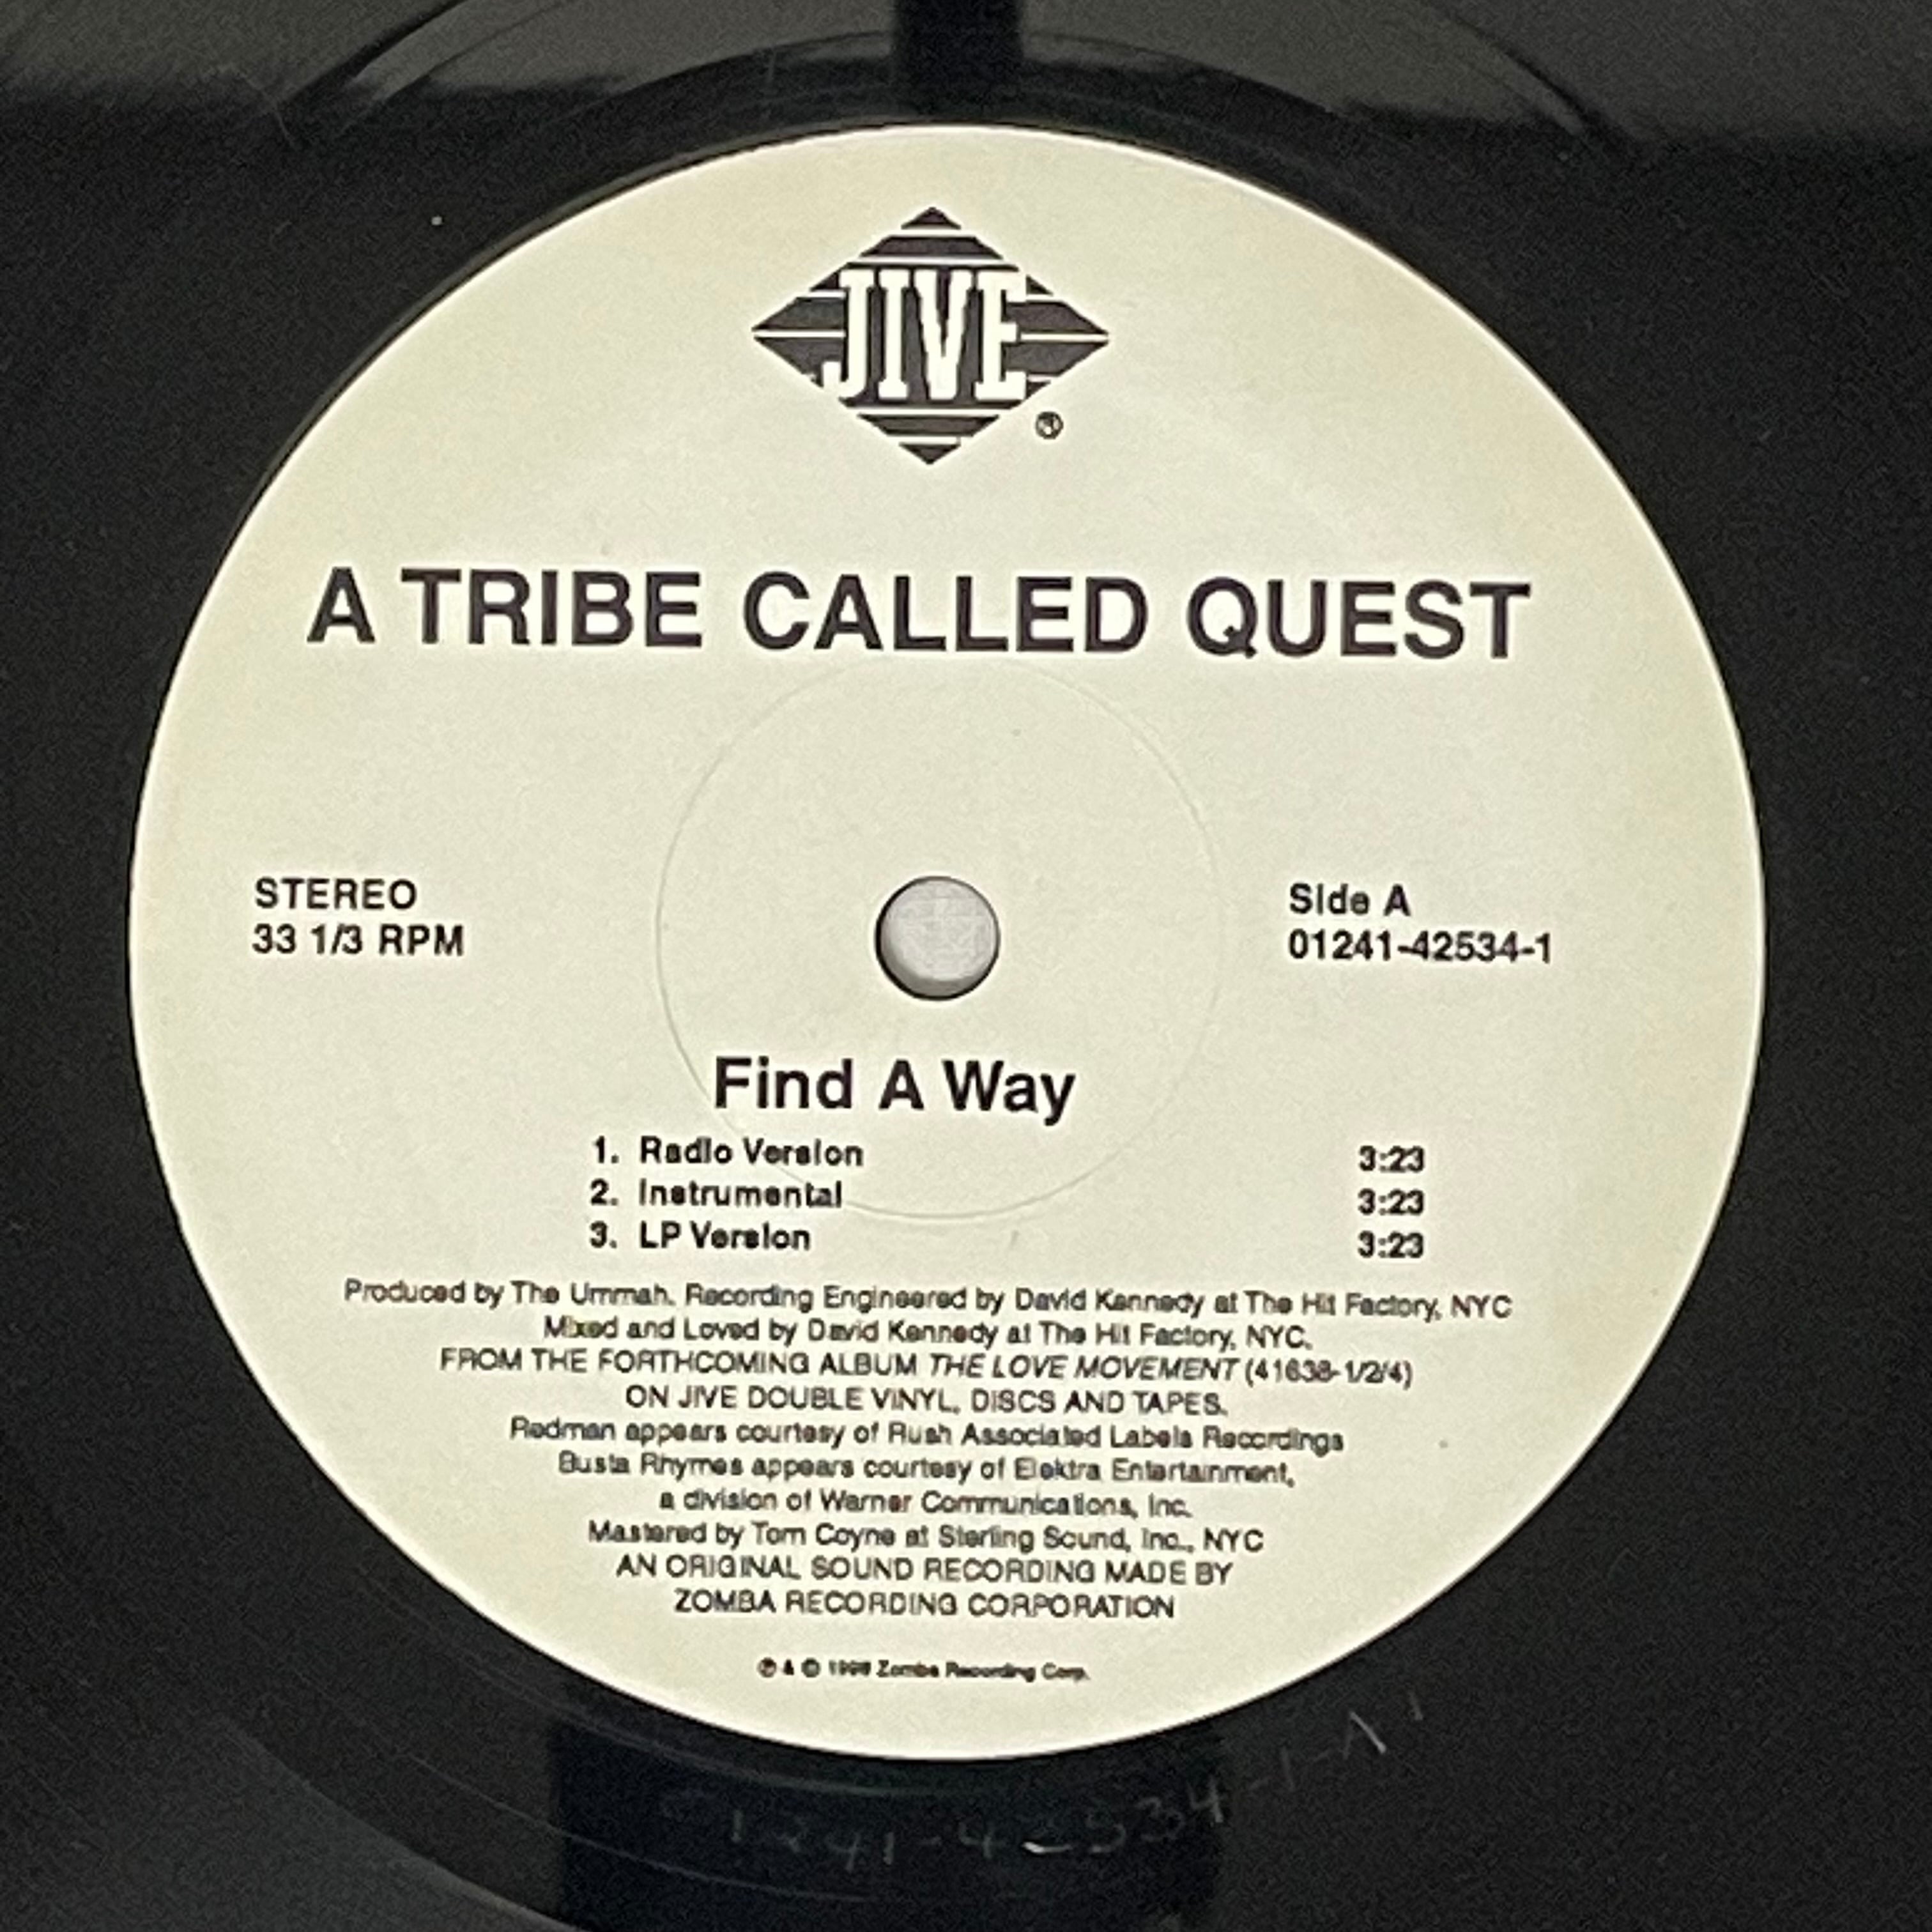 JIVE
®
A TRIBE CALLED QUEST
STEREO
33 1/3 RPM
Side A
01241-42534-1
Find A Way
1. Radio Version 3:23
2. Instrumental 3:23
3. LP Version 3:23
Produced by The Ummah. Recording Engineered by David Kennedy at The Hit Factory, NYC
Mixed and Loved by David Kennedy at The Hit Factory, NYC.
FROM THE FORTHCOMING ALBUM THE LOVE MOVEMENT (41638-1/2/4)
ON JIVE DOUBLE VINYL, DISCS AND TAPES.
Redman appears courtesy of Rush Associated Labels Recordings
Busta Rhymes appears courtesy of Elektra Entertainment,
a division of Warner Communications, Inc.
Mastered by Tom Coyne at Sterling Sound, Inc., NYC
AN ORIGINAL SOUND RECORDING MADE BY
ZOMBA RECORDING CORPORATION
℗ & © 1998 Zomba Recording Corp.